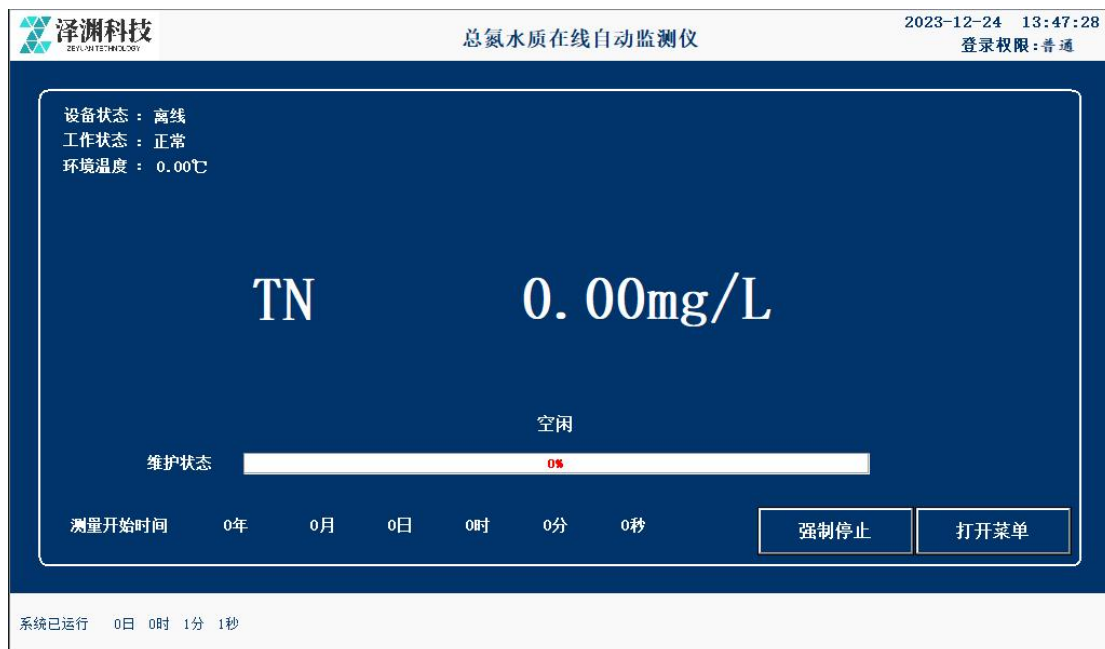 泽渊科技
ZEYUAN TECHNOLOGY
总氮水质在线自动监测仪
2023-12-24 13:47:28
登录权限:普通
设备状态： 离线
工作状态： 正常
环境温度： 0.00℃
TN 0.00mg/L
空闲
维护状态 0%
测量开始时间 0年 0月 0日 0时 0分 0秒
强制停止 打开菜单
系统已运行 0日 0时 1分 1秒